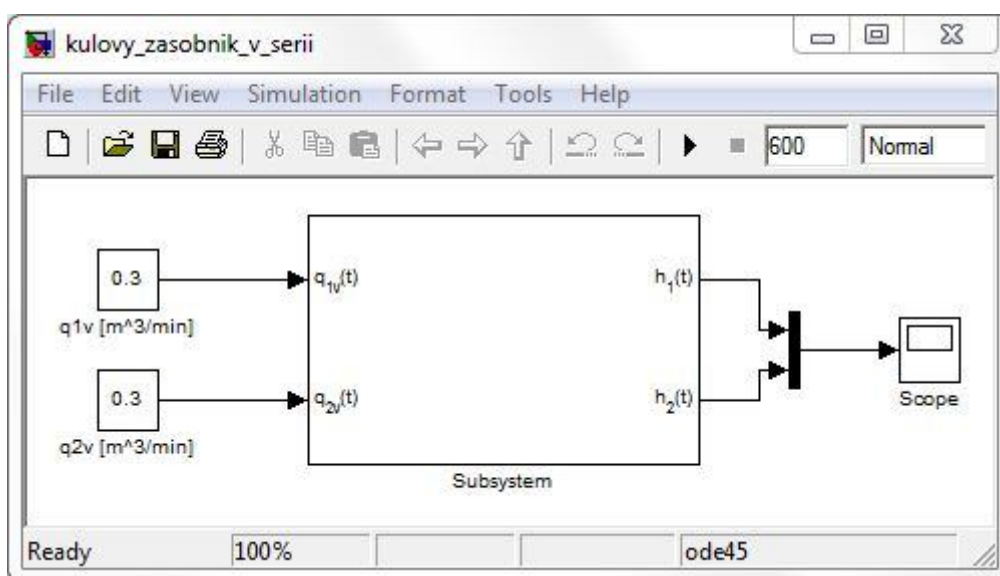 kulovy_zasobnik_v_serii
File Edit View Simulation Format Tools Help
600 Normal
0.3 q1v(t) h1(t)
q1v [m^3/min]
0.3 q2v(t) h2(t)
q2v [m^3/min]
Scope
Subsystem
Ready 100% ode45